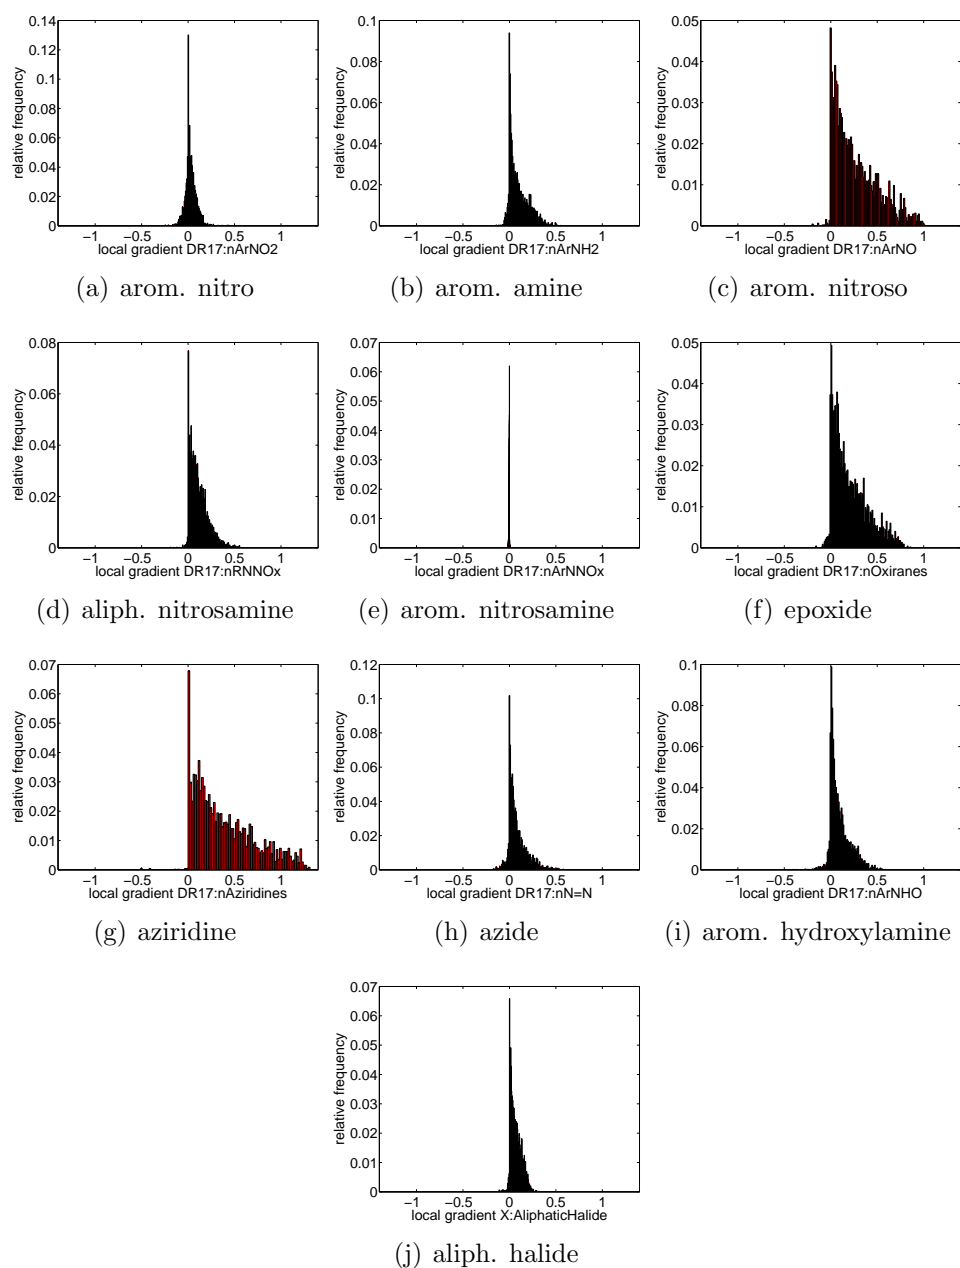 0.14
0.12
0.1
0.08
0.06
0.04
0.02
0
relative frequency
−1 −0.5 0 0.5 1
local gradient DR17:nArNO2
(a) arom. nitro
0.1
0.08
0.06
0.04
0.02
0
relative frequency
−1 −0.5 0 0.5 1
local gradient DR17:nArNH2
(b) arom. amine
0.05
0.04
0.03
0.02
0.01
0
relative frequency
−1 −0.5 0 0.5 1
local gradient DR17:nArNO
(c) arom. nitroso
0.08
0.06
0.04
0.02
0
relative frequency
−1 −0.5 0 0.5 1
local gradient DR17:nRNNOx
(d) aliph. nitrosamine
0.07
0.06
0.05
0.04
0.03
0.02
0.01
0
relative frequency
−1 −0.5 0 0.5 1
local gradient DR17:nArNNOx
(e) arom. nitrosamine
0.05
0.04
0.03
0.02
0.01
0
relative frequency
−1 −0.5 0 0.5 1
local gradient DR17:nOxiranes
(f) epoxide
0.07
0.06
0.05
0.04
0.03
0.02
0.01
0
relative frequency
−1 −0.5 0 0.5 1
local gradient DR17:nAziridines
(g) aziridine
0.12
0.1
0.08
0.06
0.04
0.02
0
relative frequency
−1 −0.5 0 0.5 1
local gradient DR17:nN=N
(h) azide
0.1
0.08
0.06
0.04
0.02
0
relative frequency
−1 −0.5 0 0.5 1
local gradient DR17:nArNHO
(i) arom. hydroxylamine
0.07
0.06
0.05
0.04
0.03
0.02
0.01
0
relative frequency
−1 −0.5 0 0.5 1
local gradient X:AliphaticHalide
(j) aliph. halide